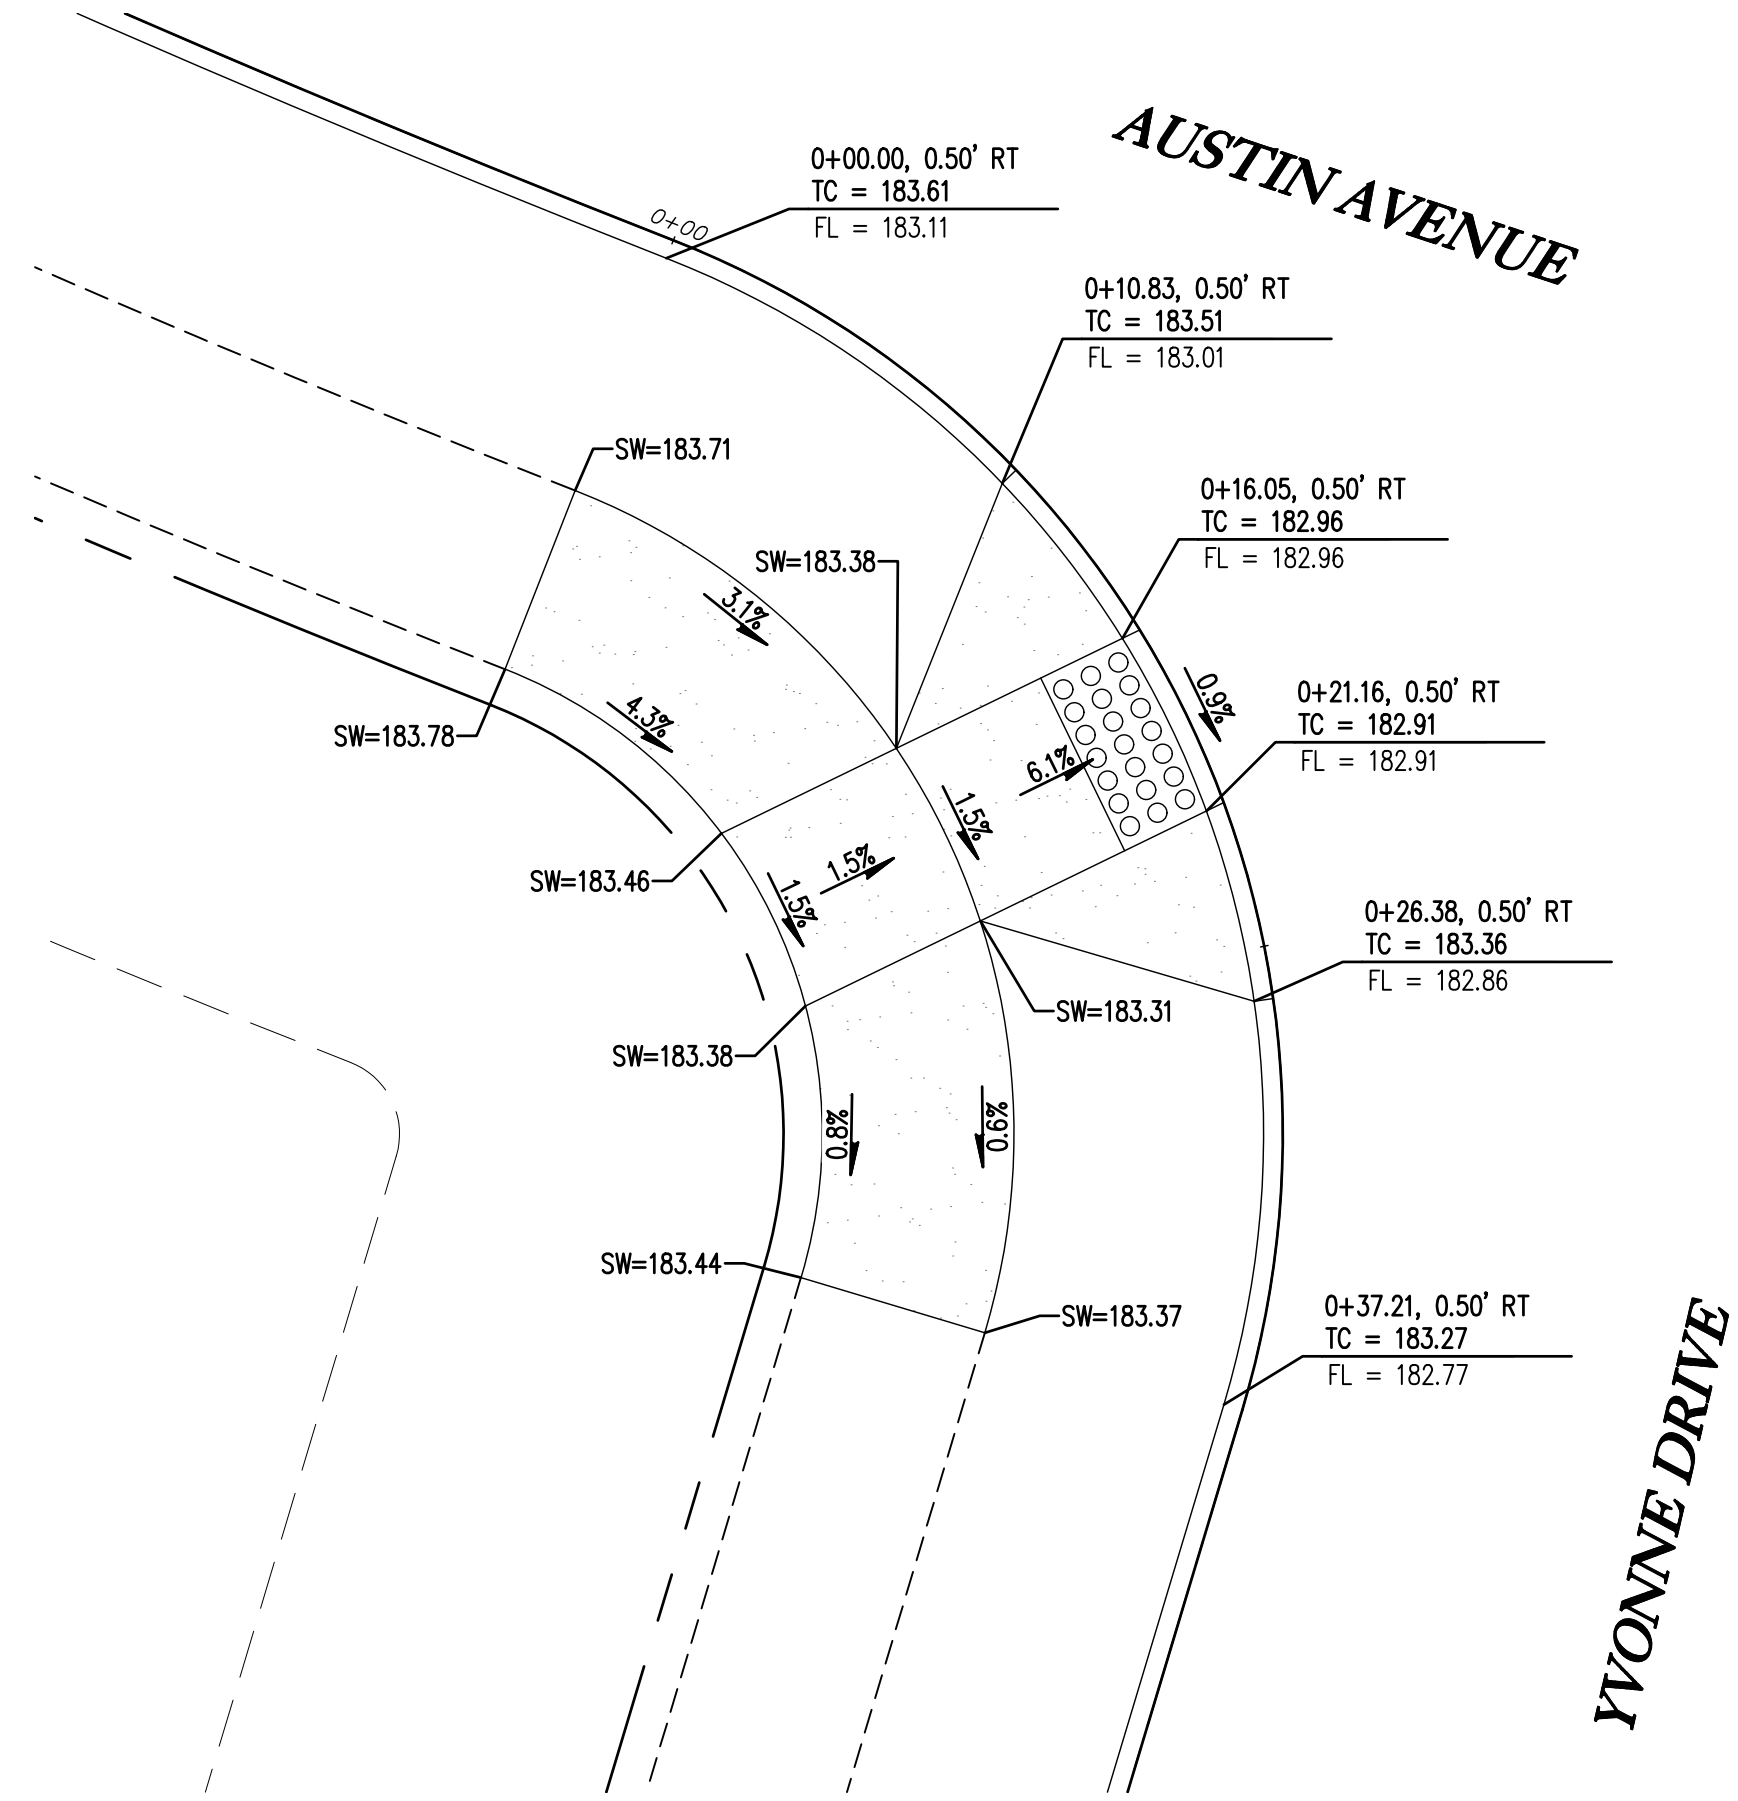 AUSTIN AVENUE
0+00.00, 0.50' RT
TC = 183.61
FL = 183.11
0+00
0+10.83, 0.50' RT
TC = 183.51
FL = 183.01
SW=183.71
0+16.05, 0.50' RT
TC = 182.96
FL = 182.96
SW=183.38
3.1%
4.3%
SW=183.78
0.9%
0+21.16, 0.50' RT
TC = 182.91
FL = 182.91
6.1%
1.5%
1.5%
1.5%
SW=183.46
0+26.38, 0.50' RT
TC = 183.36
FL = 182.86
SW=183.31
SW=183.38
0.8%
0.6%
SW=183.44
SW=183.37
0+37.21, 0.50' RT
TC = 183.27
FL = 182.77
YVONNE DRIVE